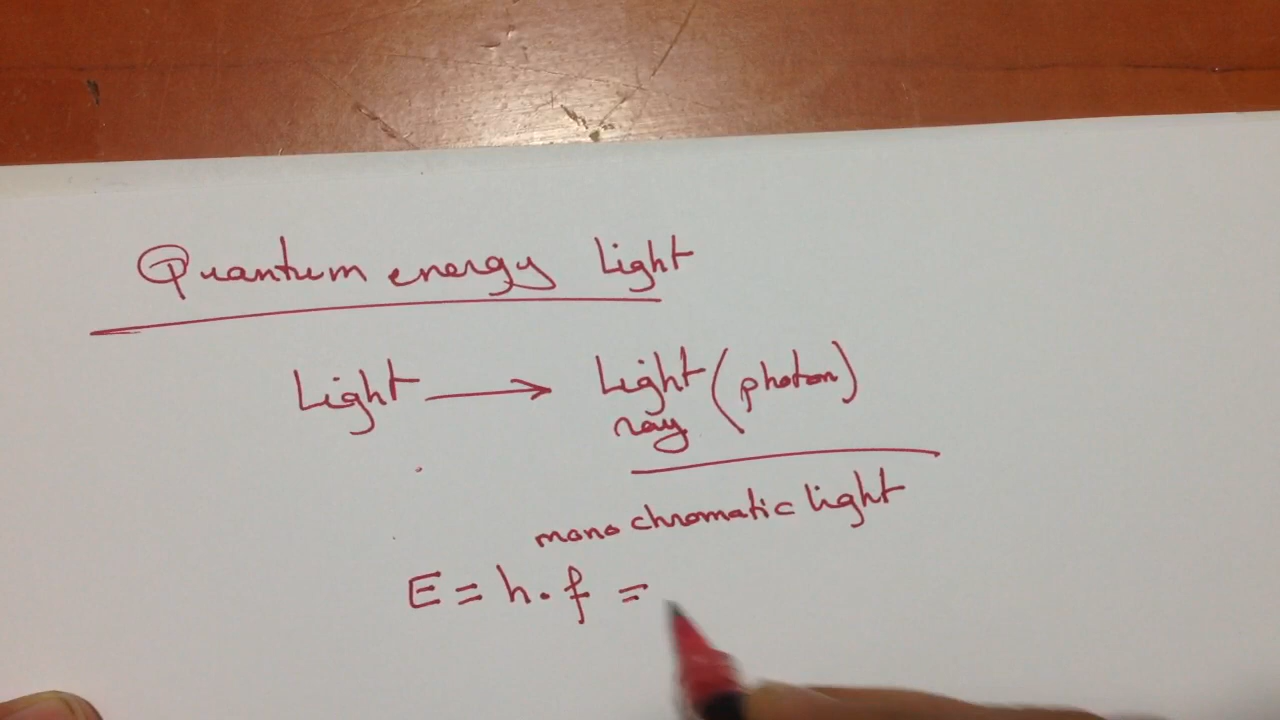 Quantum energy Light
Light → Light (photon)
ray
mono chromatic light
E = h . f =